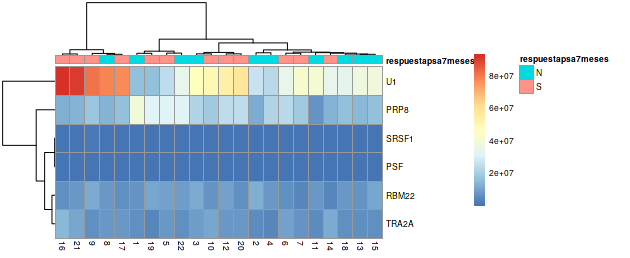 respuestapsa7meses
U1
PRP8
SRSF1
PSF
RBM22
TRA2A
16 21 9 8 17 1 19 5 22 3 10 12 20 2 4 6 7 11 14 18 13 15
8e+07
6e+07
4e+07
2e+07
respuestapsa7meses
N
S